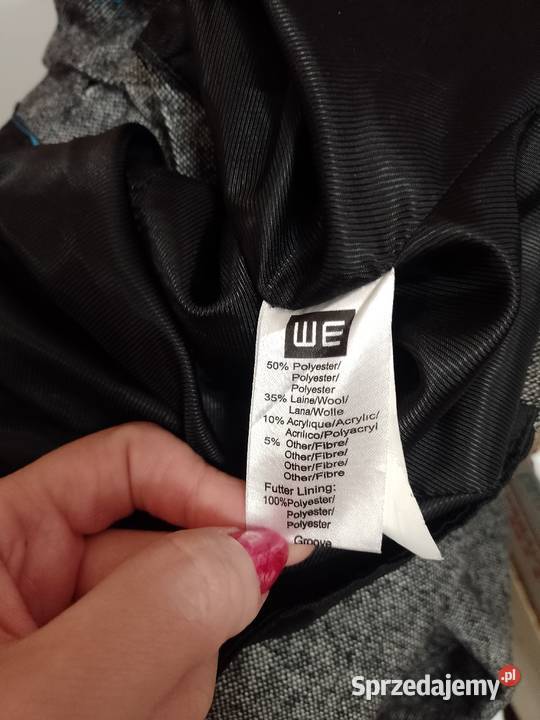 WE
50% Polyester/
Polyester/
Polyester
35% Laine/Wool/
Lana/Wolle
10% Acrylique/Acrylic/
Acrilico/Polyacryl
5% Other/Fibre/
Other/Fibre/
Other/Fibre/
Other/Fibre
Futter Lining:
100%Polyester/
Polyester/
Polyester
Groove
Sprzedajemy.pl